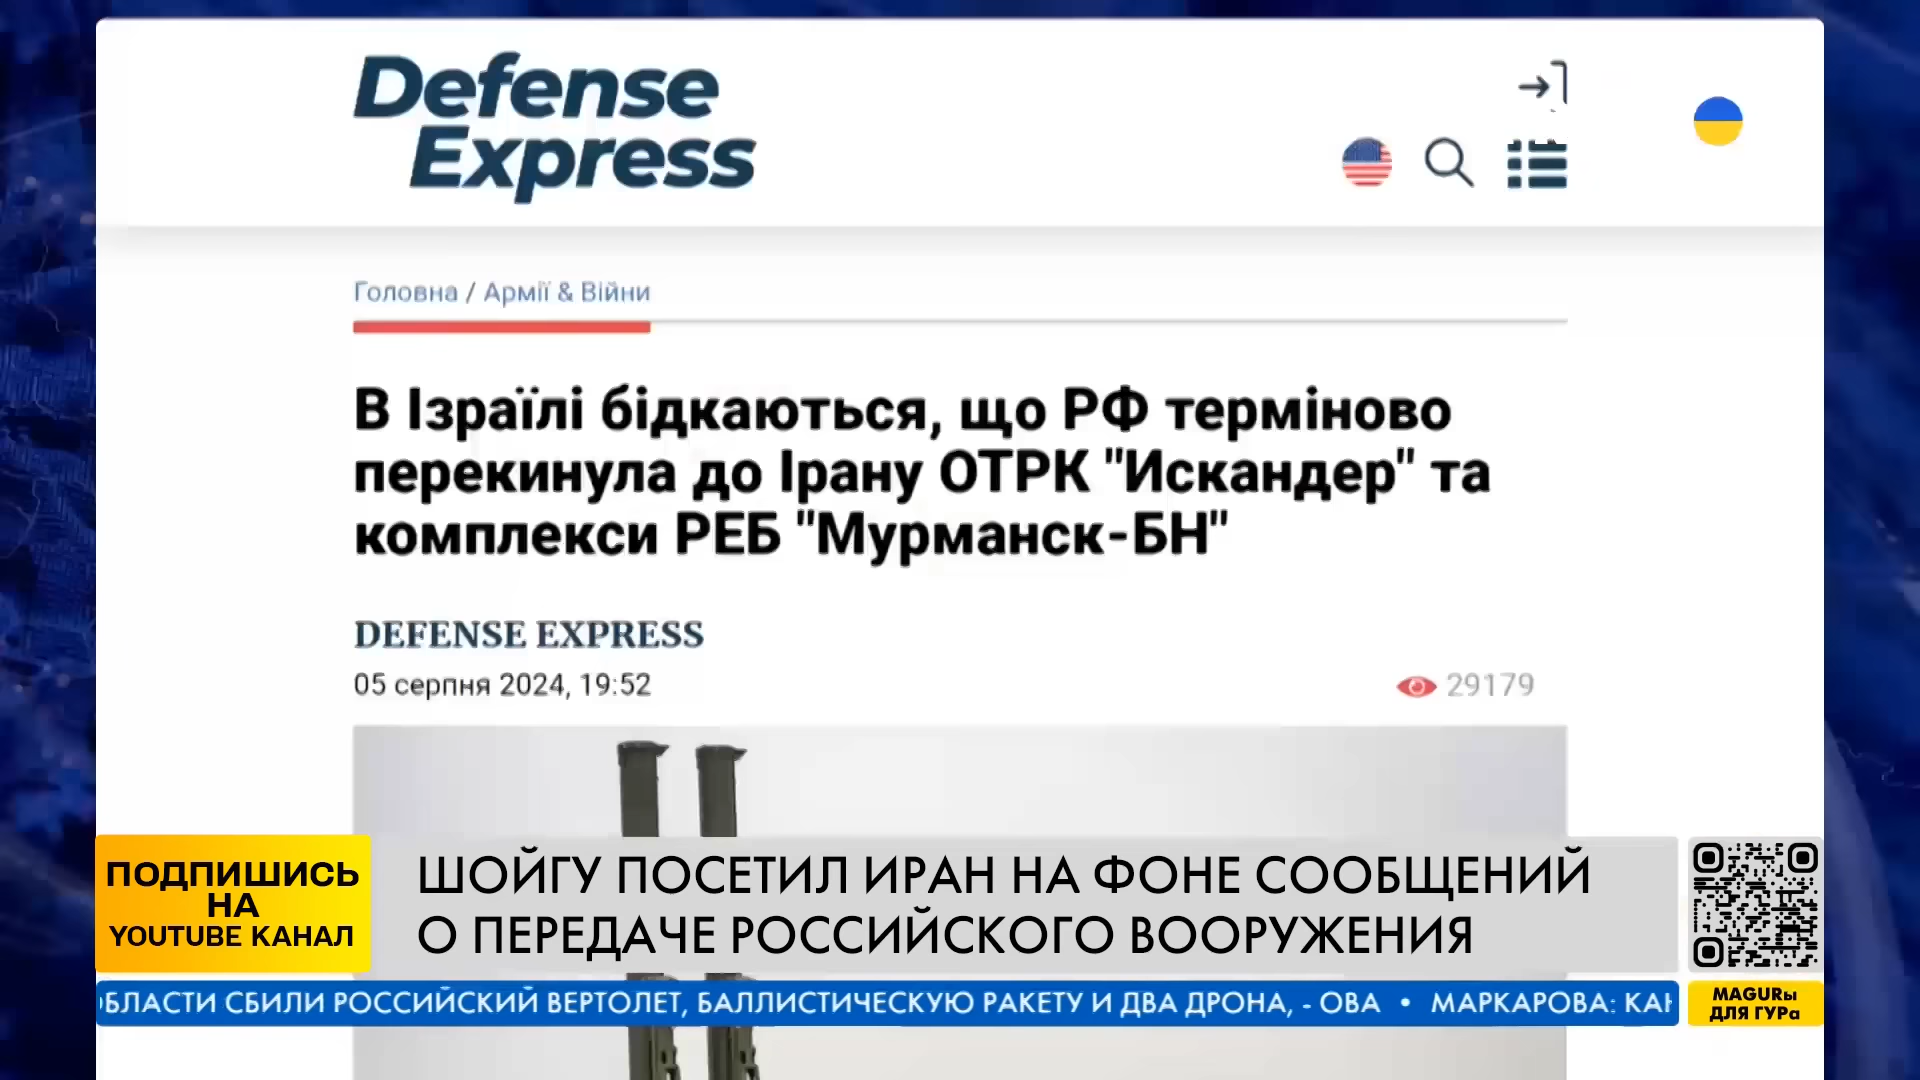 Defense
Express
Головна / Армії & Війни
В Ізраїлі бідкаються, що РФ терміново
перекинула до Ірану ОТРК "Искандер" та
комплекси РЕБ "Мурманск-БН"
DEFENSE EXPRESS
05 серпня 2024, 19:52
29179
ПОДПИШИСЬ
НА
YOUTUBE КАНАЛ
ШОЙГУ ПОСЕТИЛ ИРАН НА ФОНЕ СООБЩЕНИЙ
О ПЕРЕДАЧЕ РОССИЙСКОГО ВООРУЖЕНИЯ
СБИЛИ РОССИЙСКИЙ ВЕРТОЛЕТ, БАЛЛИСТИЧЕСКУЮ РАКЕТУ И ДВА ДРОНА, - ОВА • МАРКАРОВА:
MAGURы
ДЛЯ ГУРа